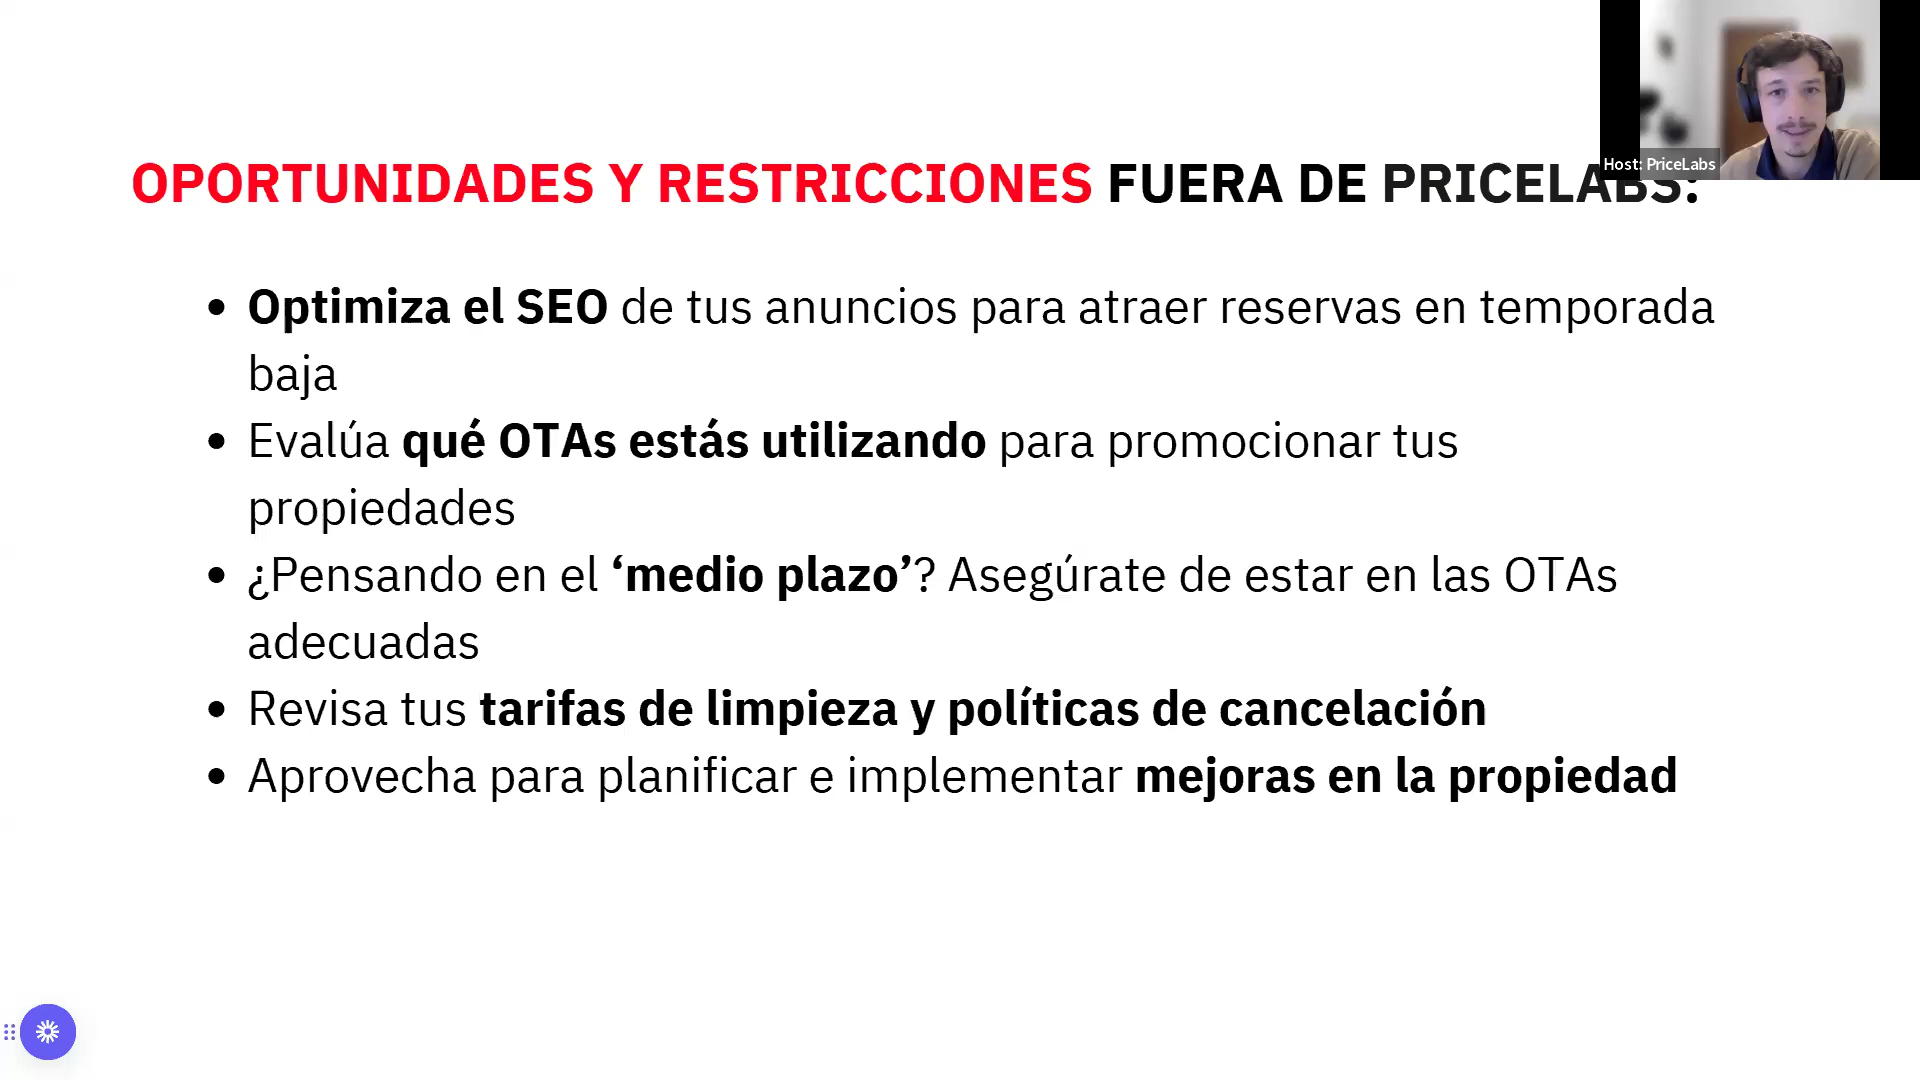 Host: PriceLabs
OPORTUNIDADES Y RESTRICCIONES FUERA DE PRICELABS:
• Optimiza el SEO de tus anuncios para atraer reservas en temporada
baja
• Evalúa qué OTAs estás utilizando para promocionar tus
propiedades
• ¿Pensando en el ‘medio plazo’? Asegúrate de estar en las OTAs
adecuadas
• Revisa tus tarifas de limpieza y políticas de cancelación
• Aprovecha para planificar e implementar mejoras en la propiedad